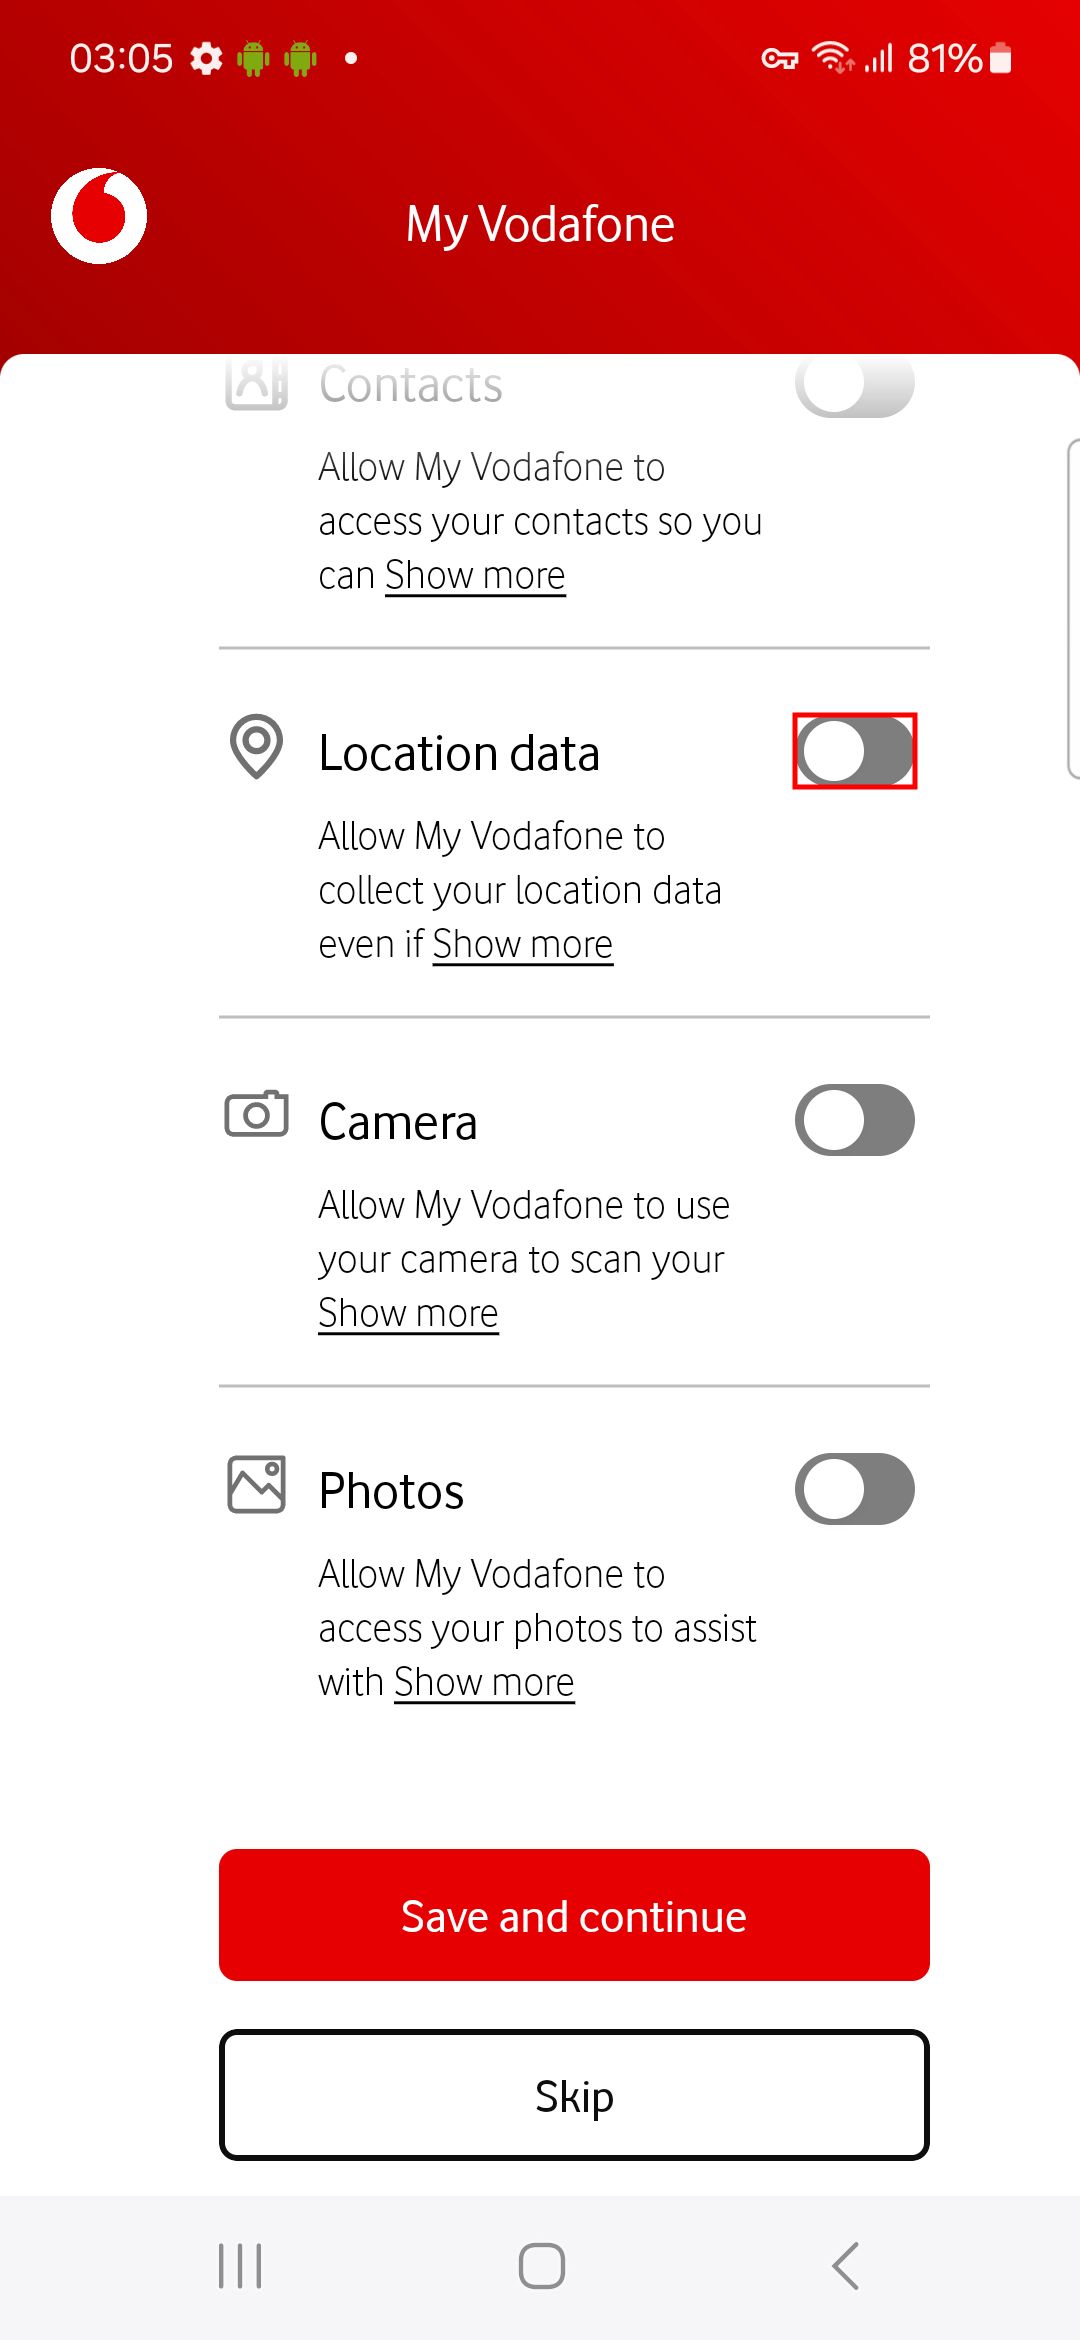 03:05
81%
My Vodafone
Contacts
Allow My Vodafone to
access your contacts so you
can Show more
Location data
Allow My Vodafone to
collect your location data
even if Show more
Camera
Allow My Vodafone to use
your camera to scan your
Show more
Photos
Allow My Vodafone to
access your photos to assist
with Show more
Save and continue
Skip